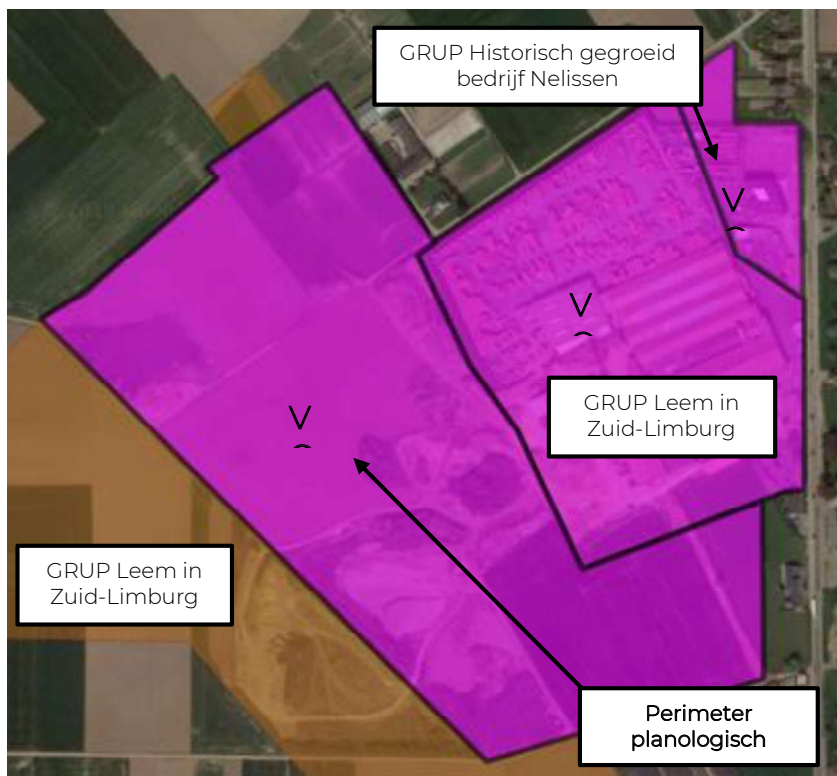 GRUP Historisch gegroeid
bedrijf Nelissen
V
V
GRUP Leem in
Zuid-Limburg
V
GRUP Leem in
Zuid-Limburg
Perimeter
planologisch